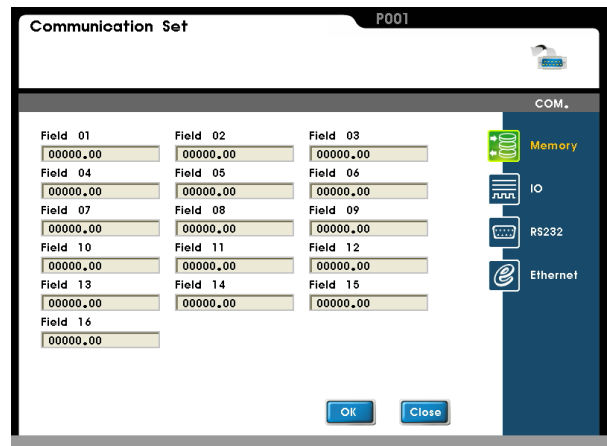 Communication Set
P001
COM.
Field 01 Field 02 Field 03
00000.00 00000.00 00000.00
Field 04 Field 05 Field 06
00000.00 00000.00 00000.00
Field 07 Field 08 Field 09
00000.00 00000.00 00000.00
Field 10 Field 11 Field 12
00000.00 00000.00 00000.00
Field 13 Field 14 Field 15
00000.00 00000.00 00000.00
Field 16
00000.00
Memory
IO
RS232
Ethernet
OK Close